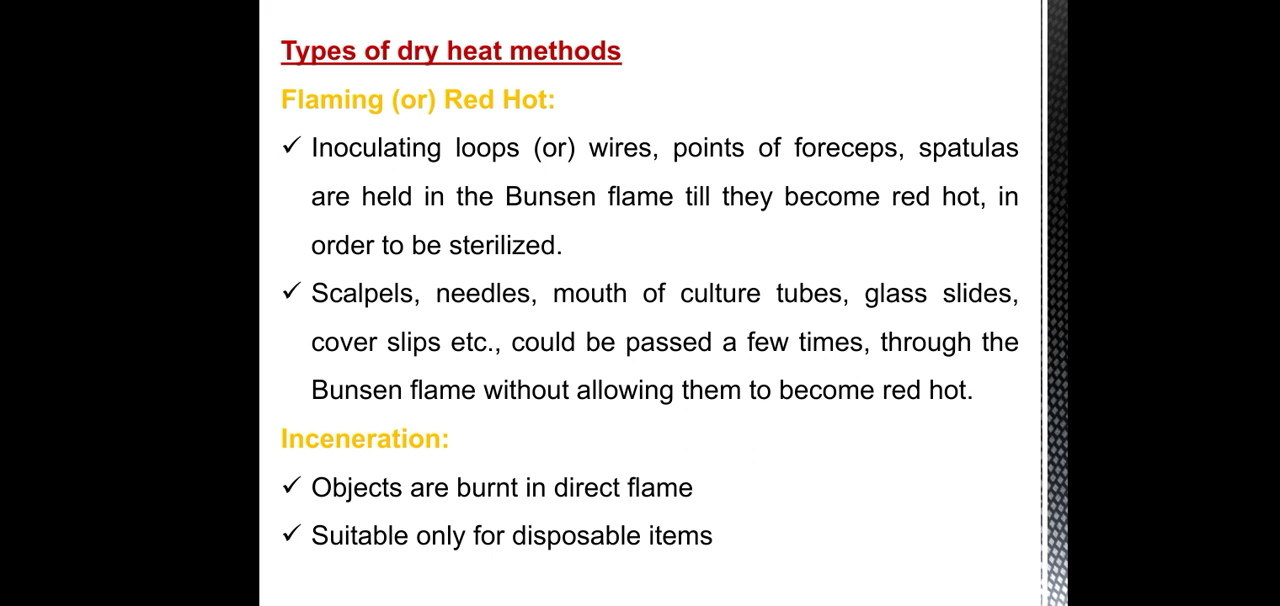 Types of dry heat methods
Flaming (or) Red Hot:
✓ Inoculating loops (or) wires, points of foreceps, spatulas
are held in the Bunsen flame till they become red hot, in
order to be sterilized.
✓ Scalpels, needles, mouth of culture tubes, glass slides,
cover slips etc., could be passed a few times, through the
Bunsen flame without allowing them to become red hot.
Inceneration:
✓ Objects are burnt in direct flame
✓ Suitable only for disposable items